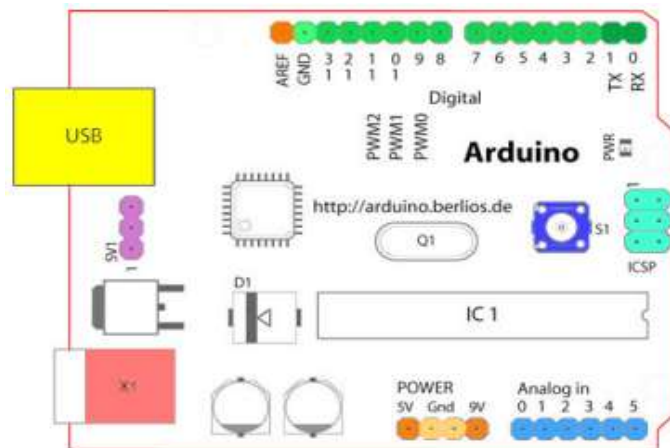 AREF GND 13 12 11 10 9 8 7 6 5 4 3 2 TX 1 RX 0
Digital
PWM2 PWM1 PWM0
Arduino
PWR
USB
http://arduino.berlios.de
1
SV1
1
Q1
S1
ICSP
D1
IC 1
X1
POWER
5V Gnd 9V
Analog in
0 1 2 3 4 5